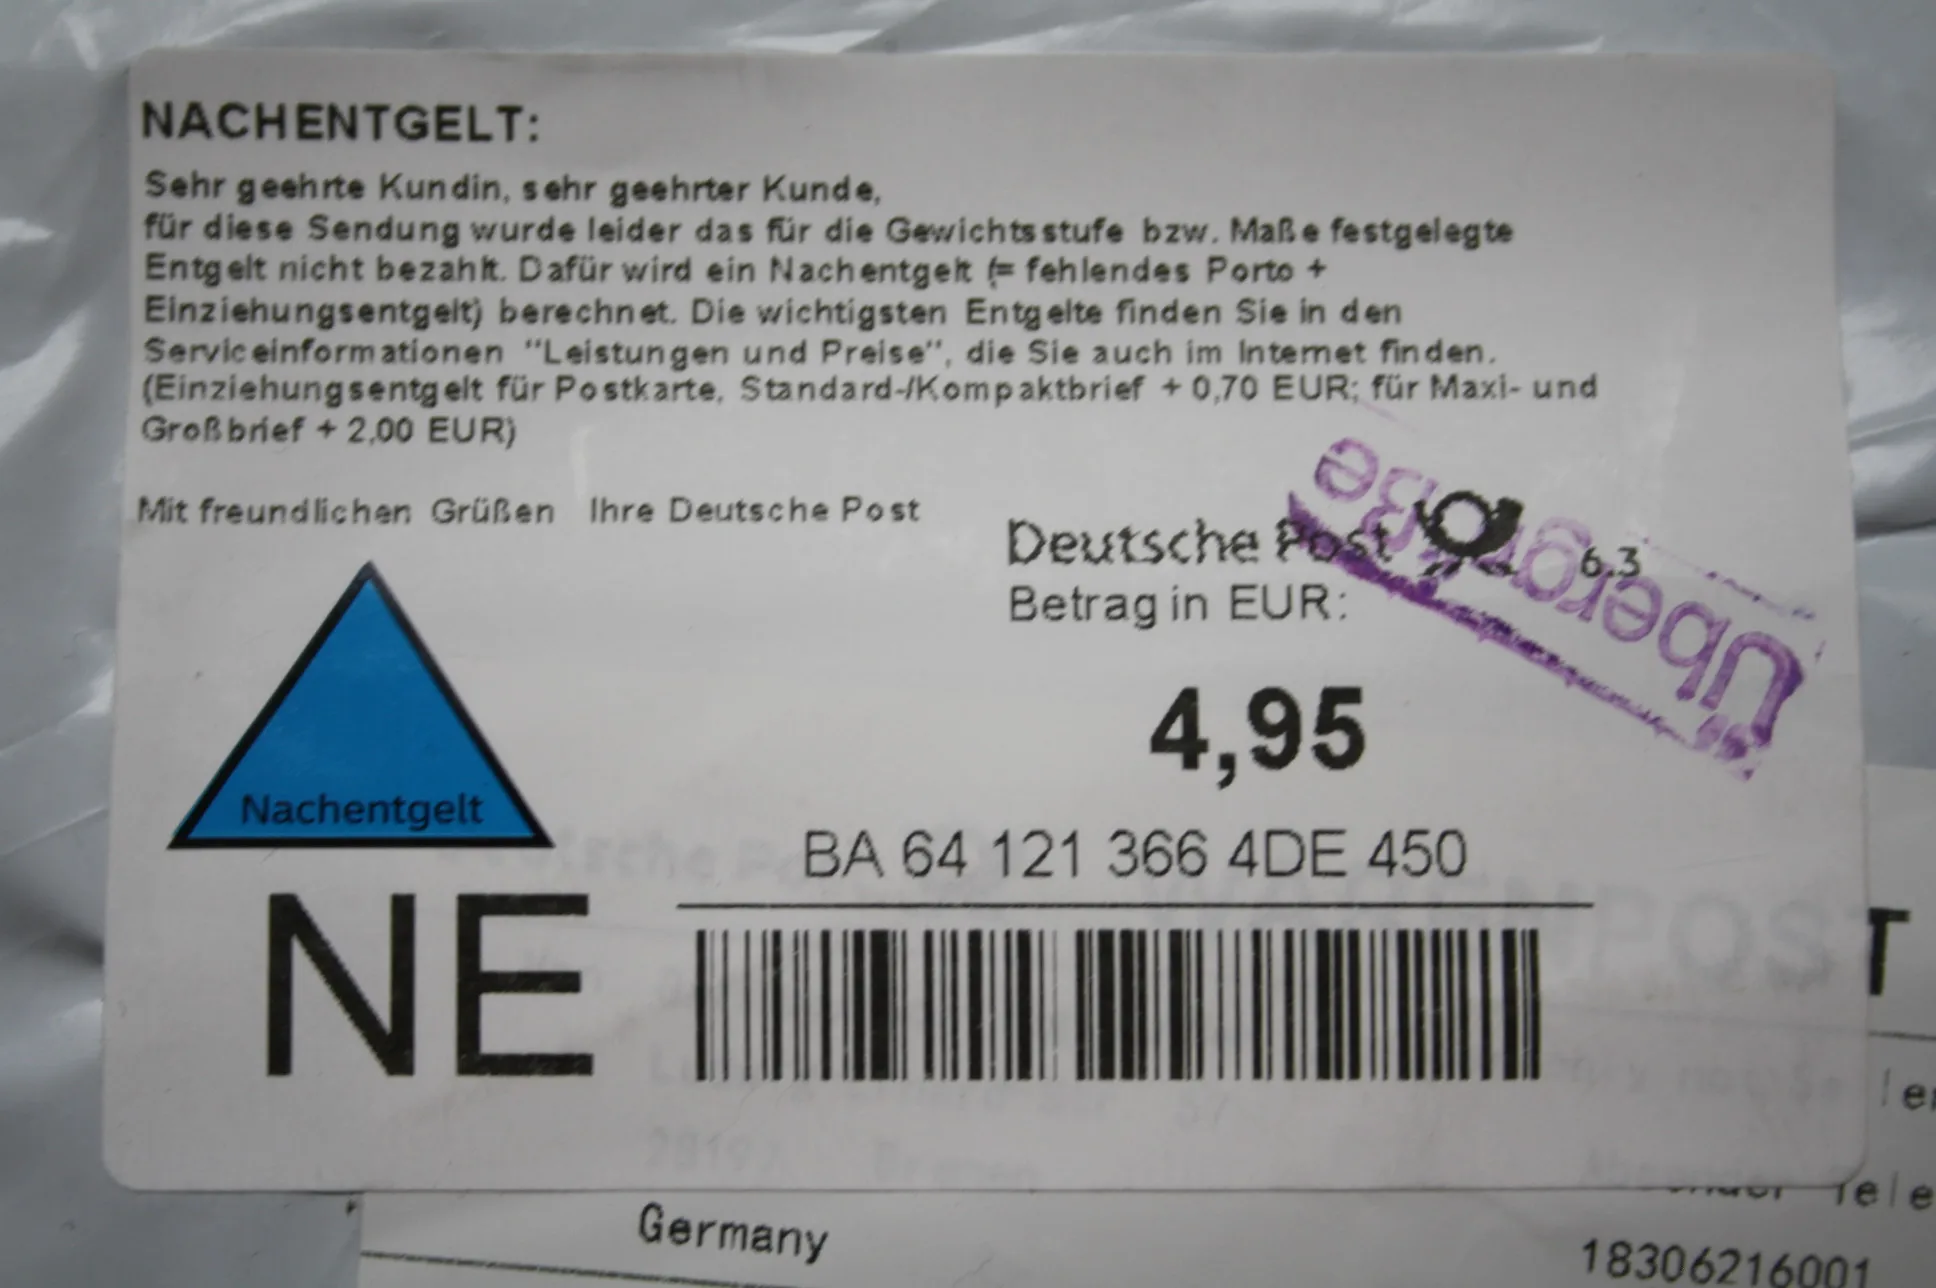 NACHENTGELT:
Sehr geehrte Kundin, sehr geehrter Kunde,
für diese Sendung wurde leider das für die Gewichtsstufe bzw. Maße festgelegte
Entgelt nicht bezahlt. Dafür wird ein Nachentgelt (= fehlendes Porto +
Einziehungsentgelt) berechnet. Die wichtigsten Entgelte finden Sie in den
Serviceinformationen "Leistungen und Preise", die Sie auch im Internet finden.
(Einziehungsentgelt für Postkarte, Standard-/Kompaktbrief + 0,70 EUR; für Maxi- und
Großbrief + 2,00 EUR)
Mit freundlichen Grüßen Ihre Deutsche Post
Deutsche Post 6.3
Übergröße
Betrag in EUR:
4,95
Nachentgelt
BA 64 121 366 4DE 450
NE
T
Germany
18306216001